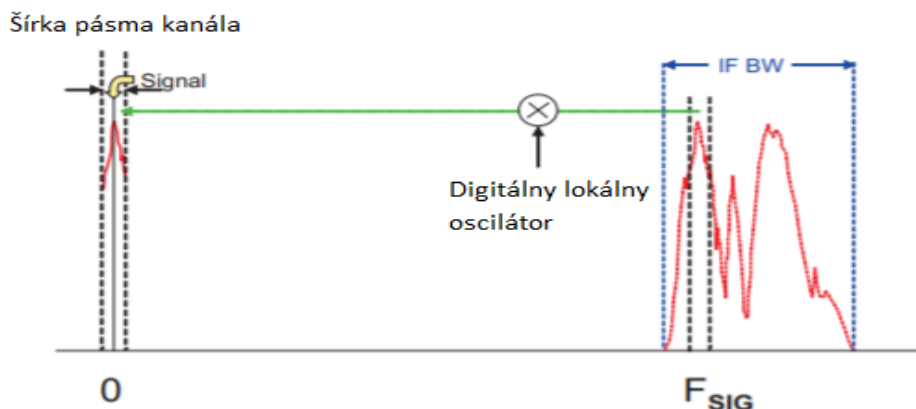 Šírka pásma kanála
Signal
IF BW
Digitálny lokálny
oscilátor
0
FSIG